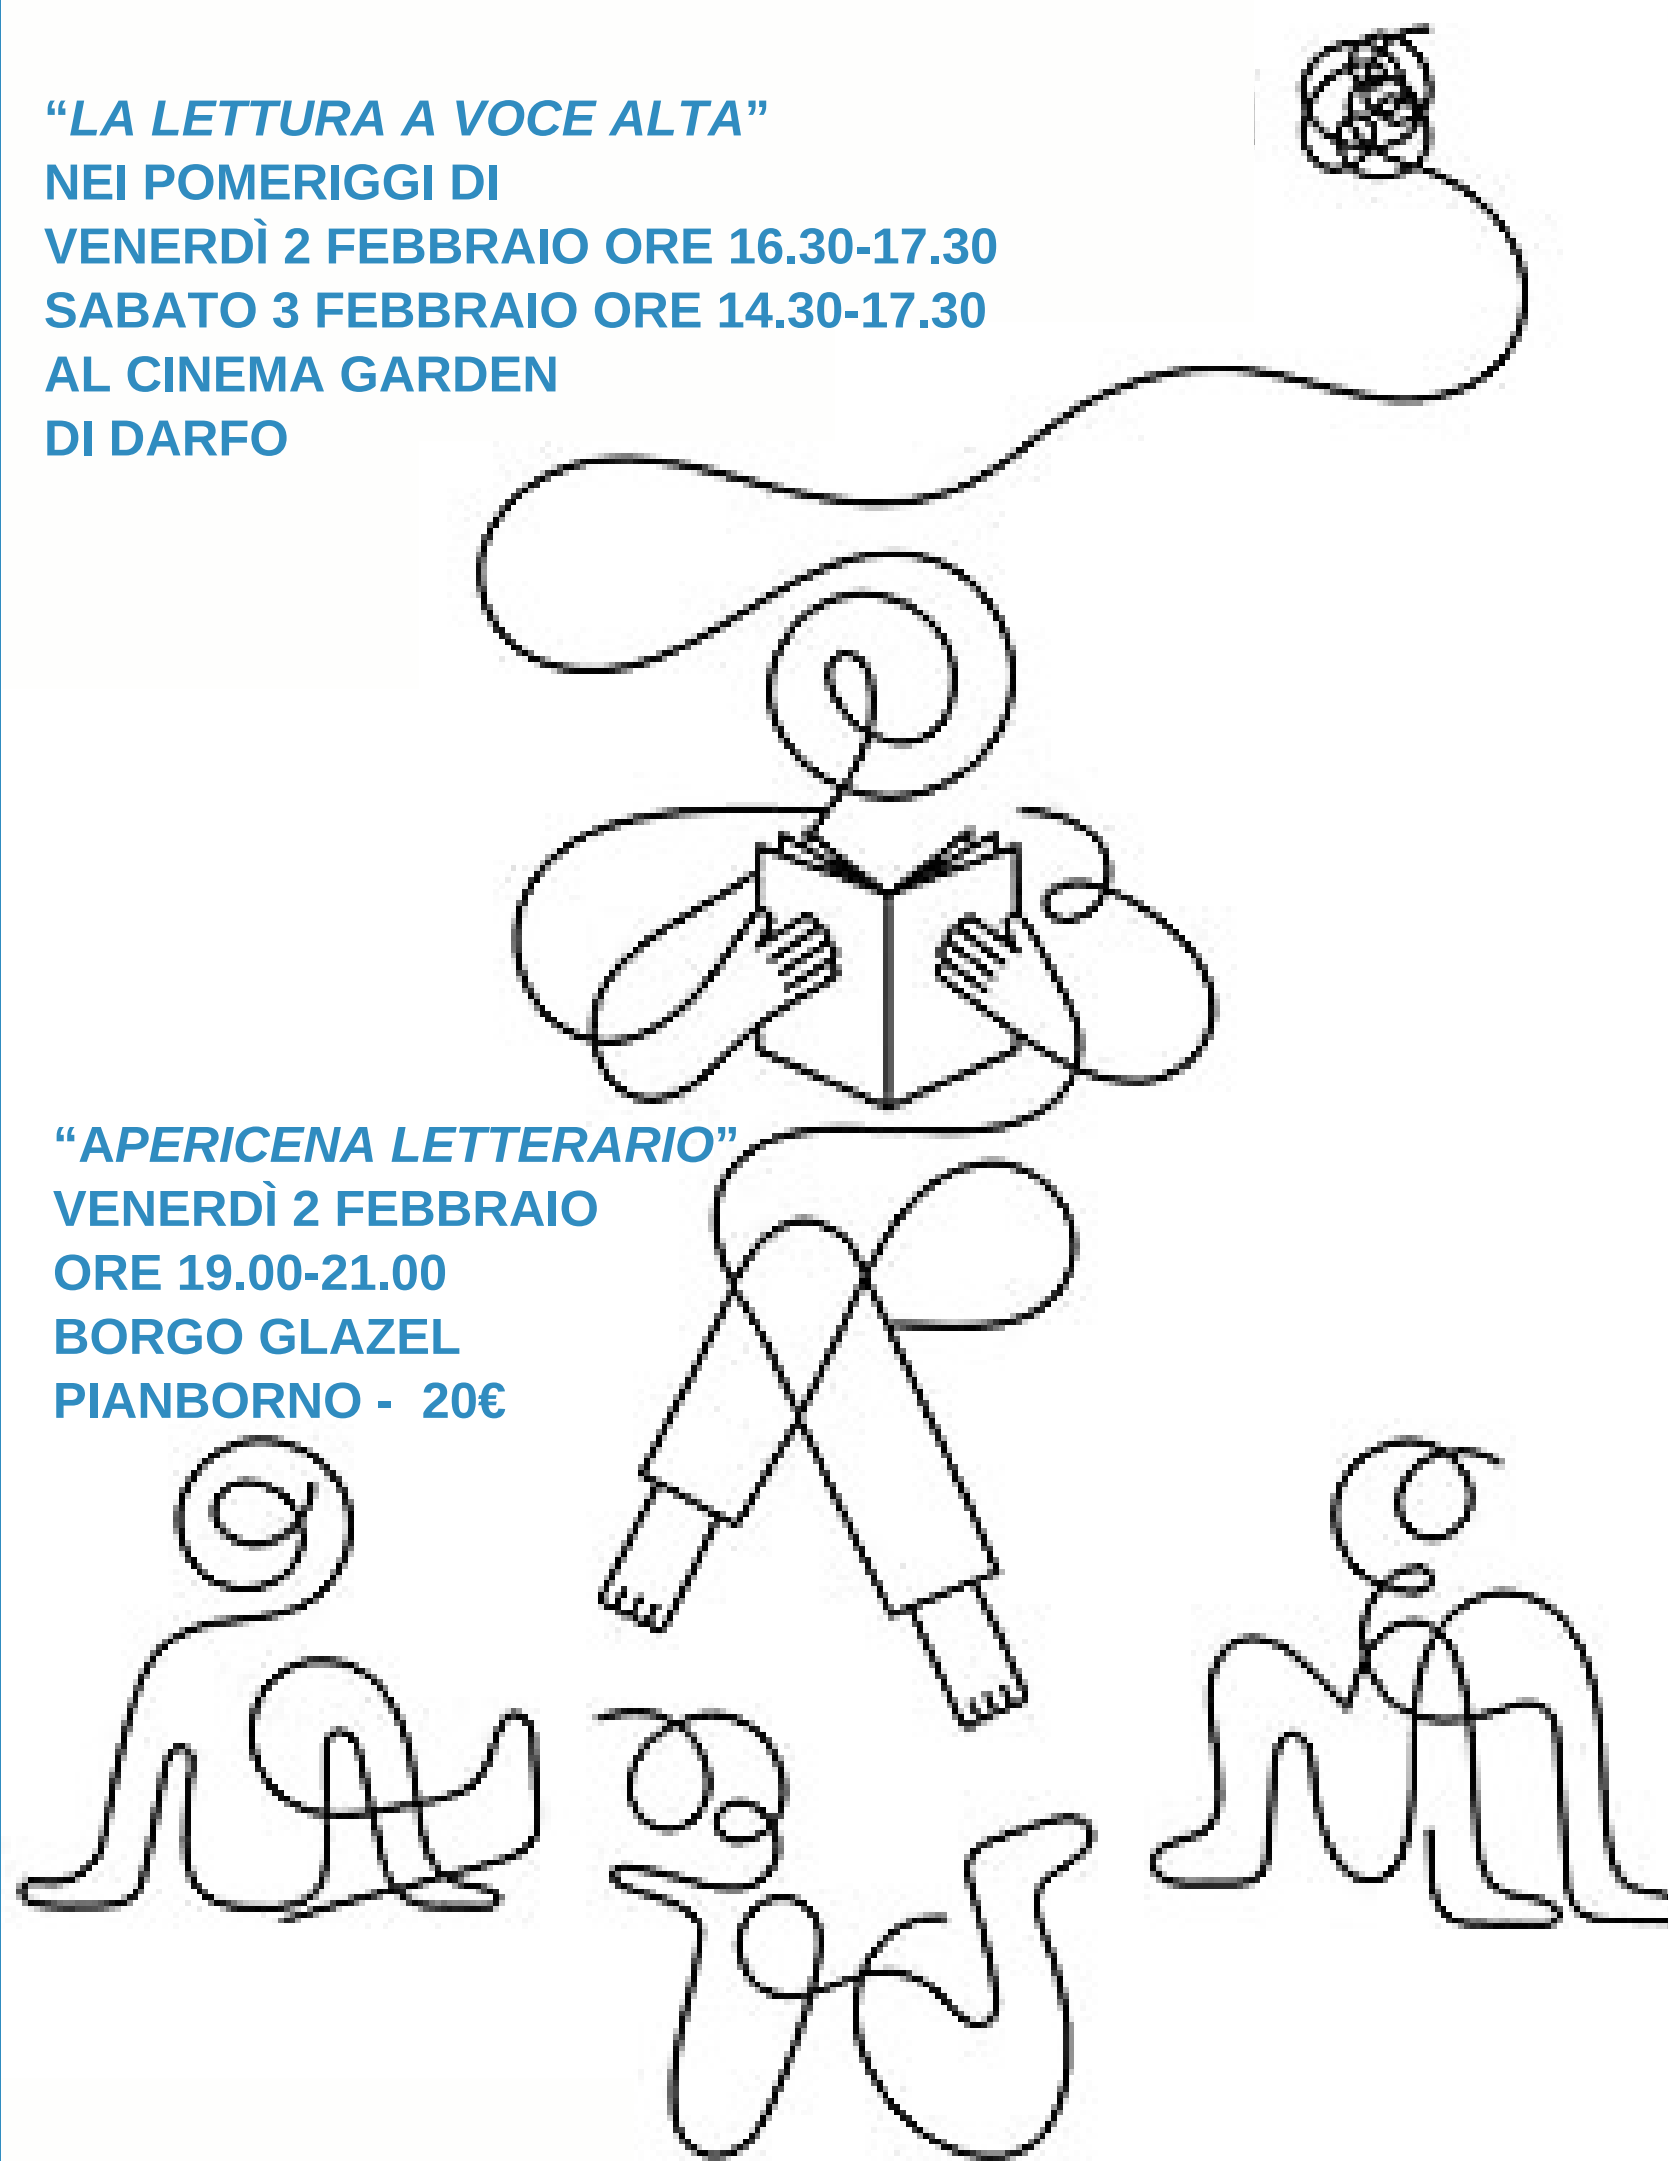 “LA LETTURA A VOCE ALTA”
NEI POMERIGGI DI
VENERDÌ 2 FEBBRAIO ORE 16.30-17.30
SABATO 3 FEBBRAIO ORE 14.30-17.30
AL CINEMA GARDEN
DI DARFO
“APERICENA LETTERARIO”
VENERDÌ 2 FEBBRAIO
ORE 19.00-21.00
BORGO GLAZEL
PIANBORNO - 20€